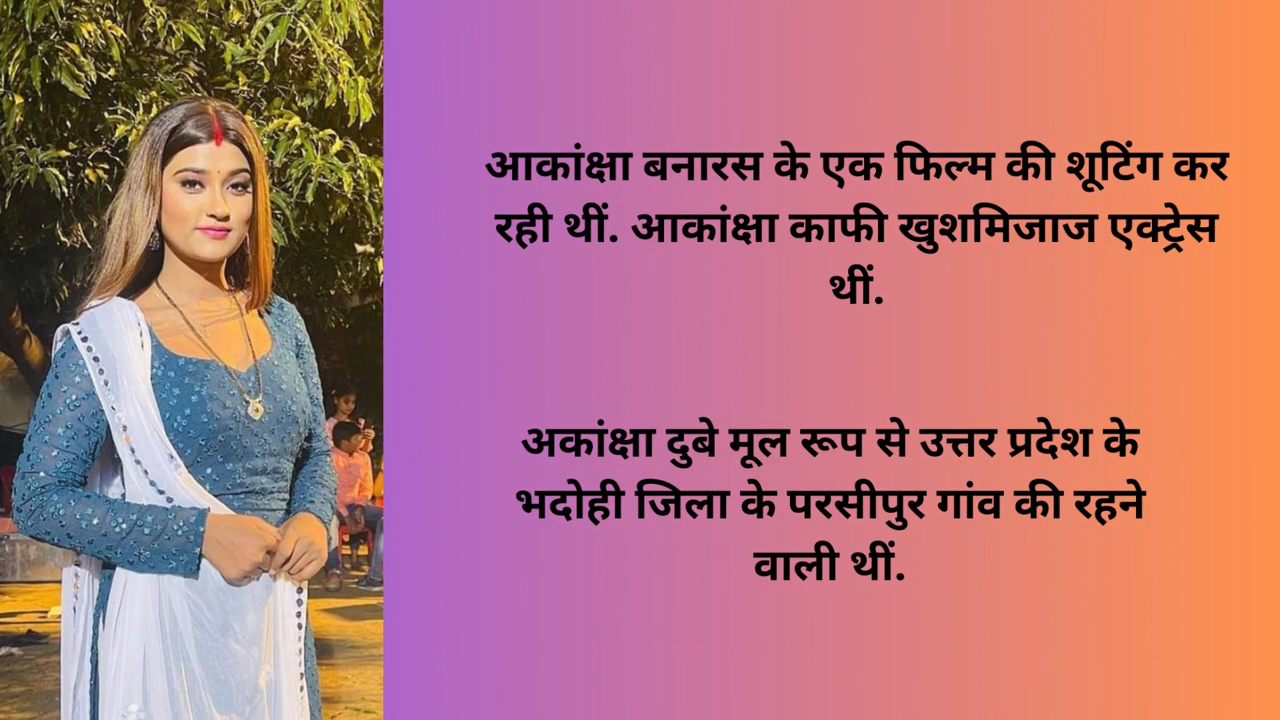 आकांक्षा बनारस के एक फिल्म की शूटिंग कर
रही थीं. आकांक्षा काफी खुशमिजाज एक्ट्रेस
थीं.
अकांक्षा दुबे मूल रूप से उत्तर प्रदेश के
भदोही जिला के परसीपुर गांव की रहने
वाली थीं.